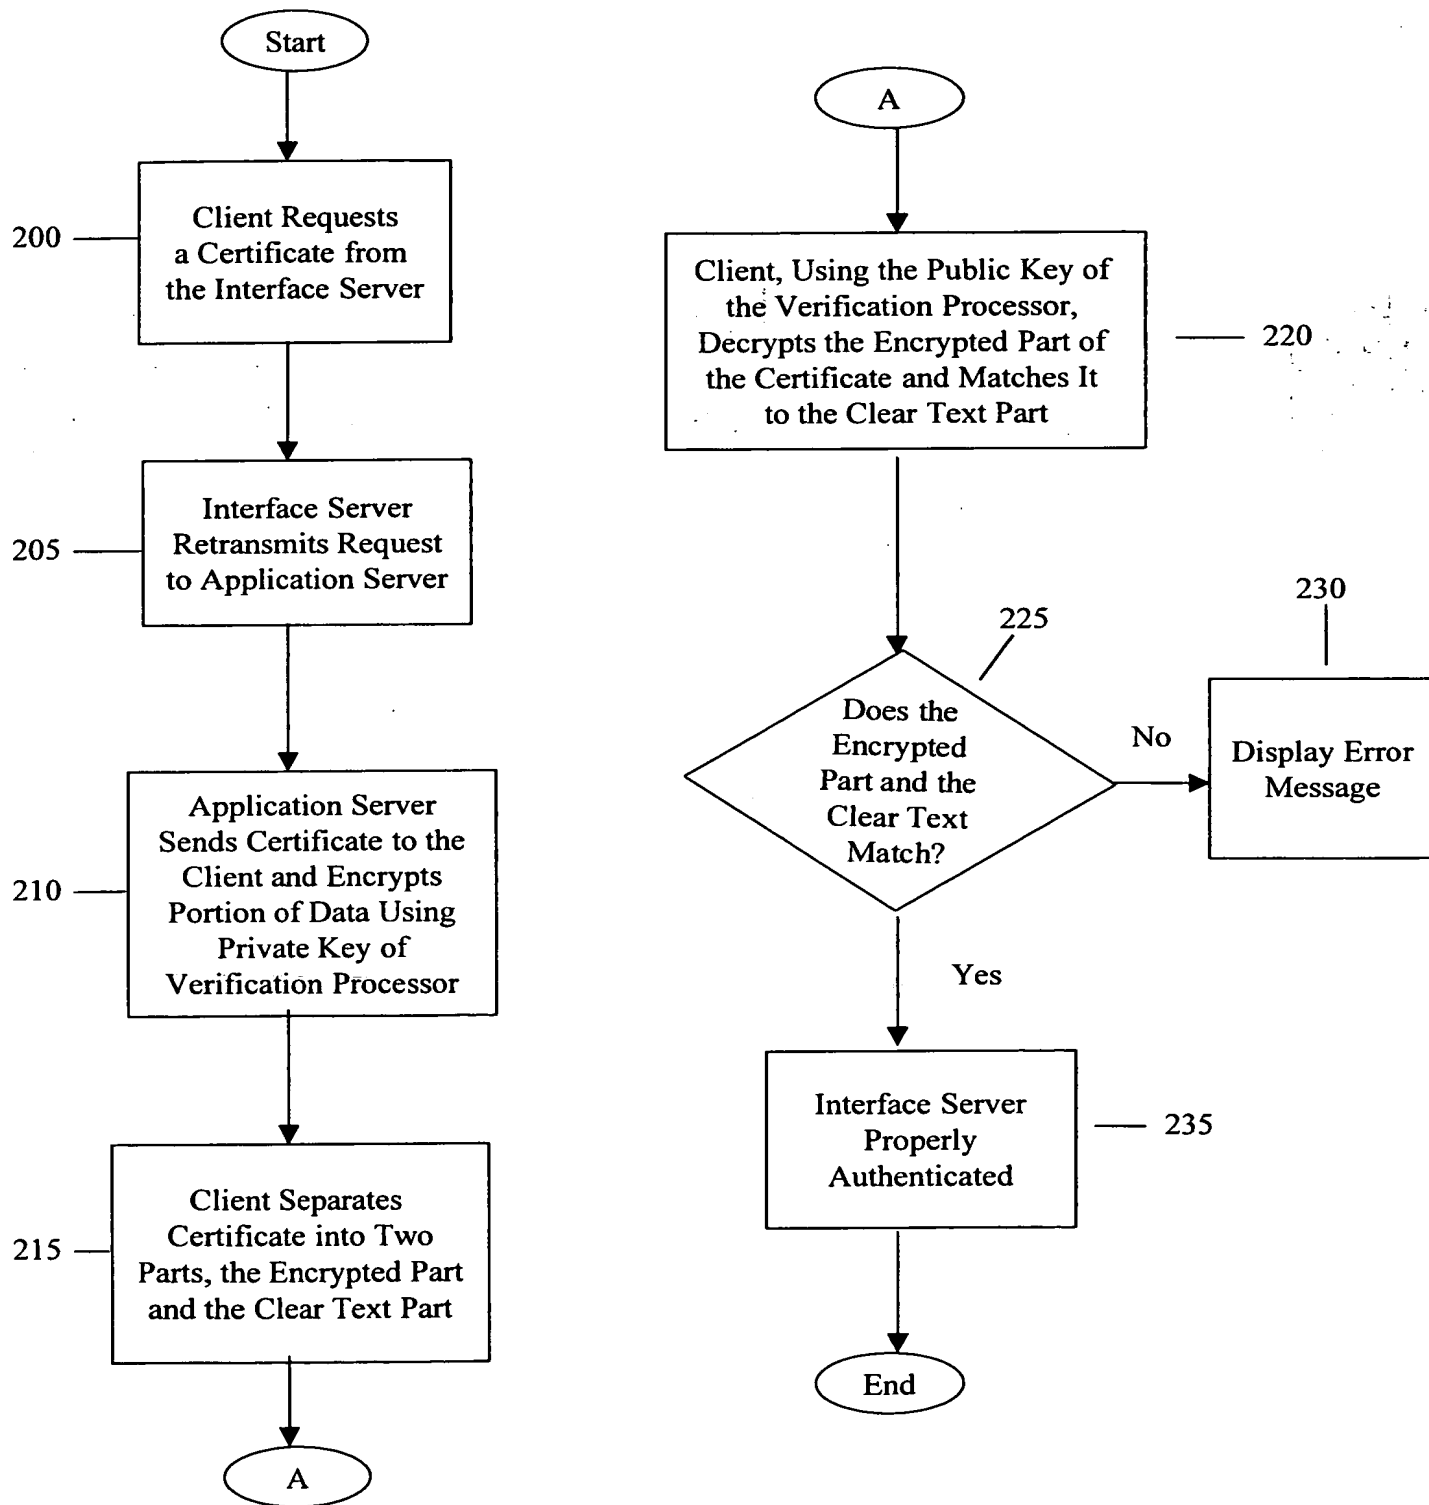 Start
200
Client Requests
a Certificate from
the Interface Server
205
Interface Server
Retransmits Request
to Application Server
210
Application Server
Sends Certificate to the
Client and Encrypts
Portion of Data Using
Private Key of
Verification Processor
215
Client Separates
Certificate into Two
Parts, the Encrypted Part
and the Clear Text Part
A
A
Client, Using the Public Key of
the Verification Processor,
Decrypts the Encrypted Part of
the Certificate and Matches It
to the Clear Text Part
220
225
Does the
Encrypted
Part and the
Clear Text
Match?
No
230
Display Error
Message
Yes
Interface Server
Properly
Authenticated
235
End